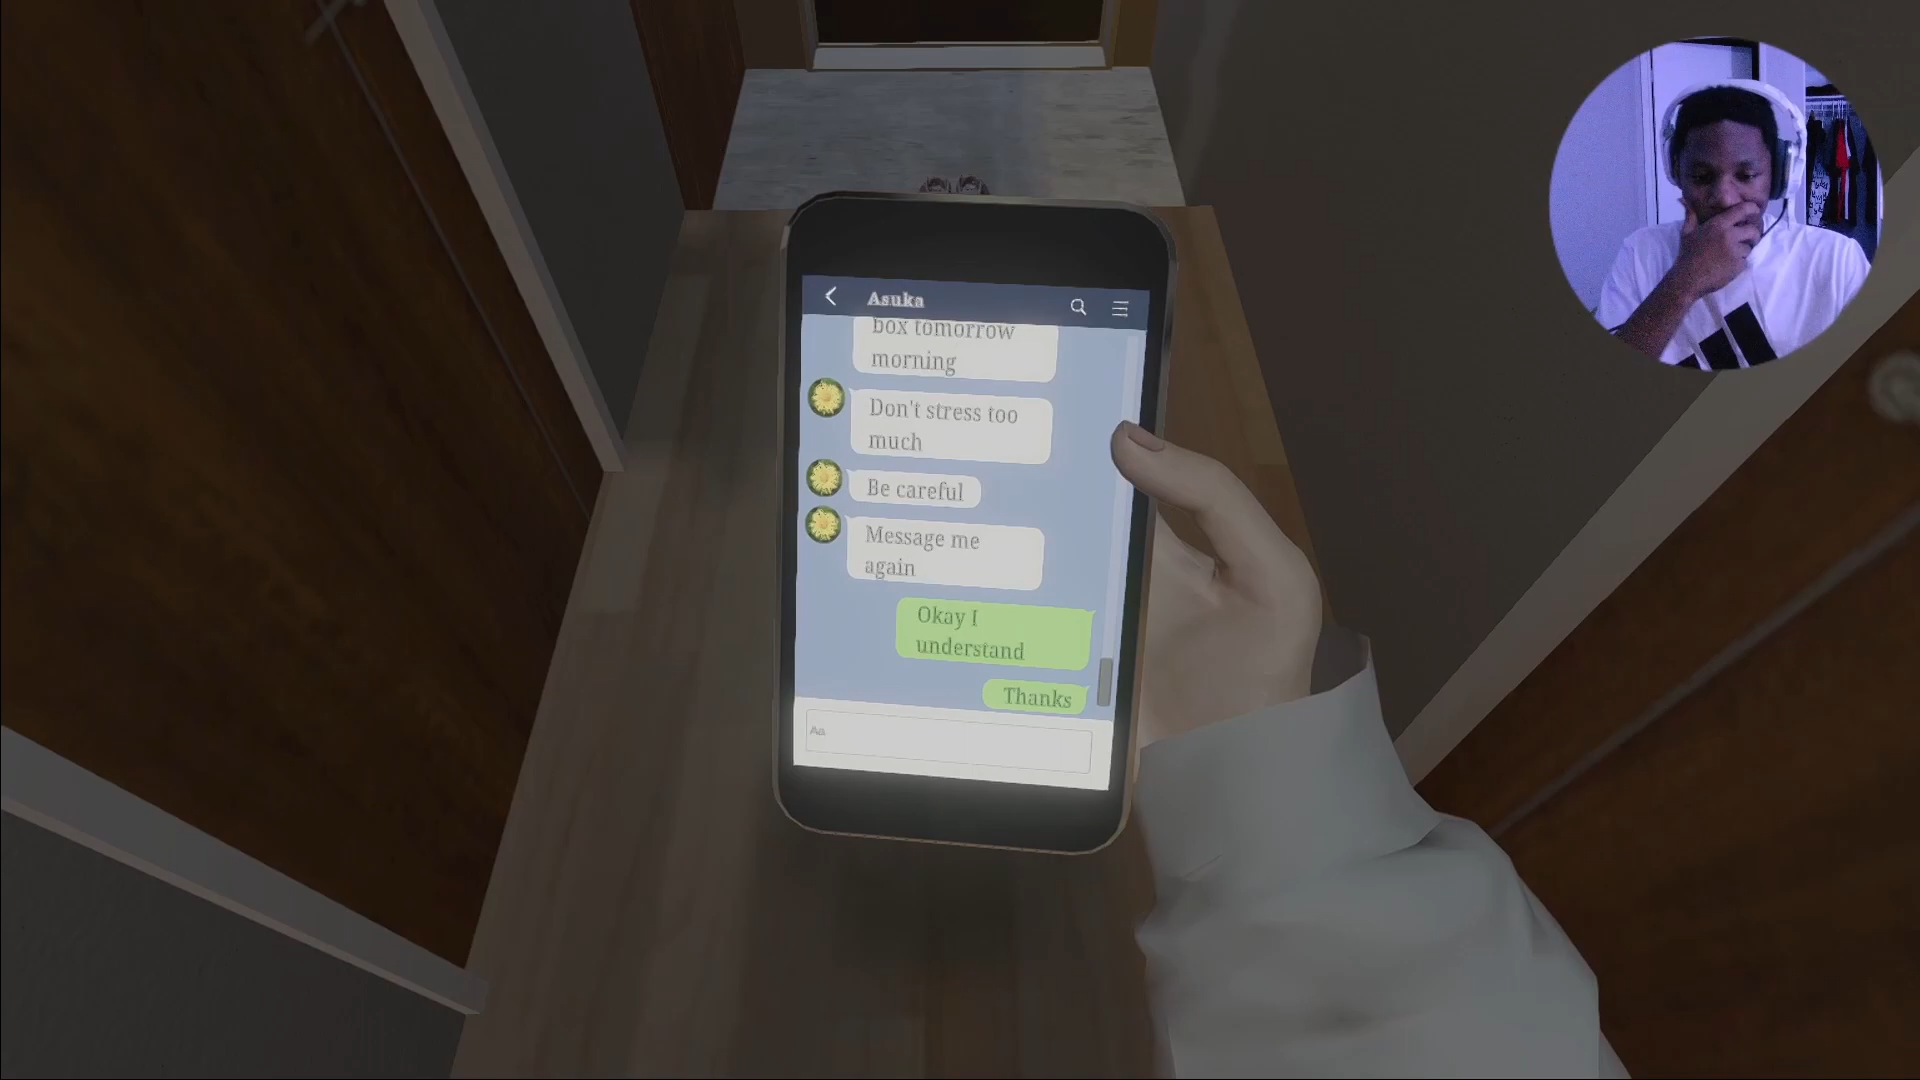 Asuka
box tomorrow
morning
Don't stress too
much
Be careful
Message me
again
Okay I
understand
Thanks
Aa